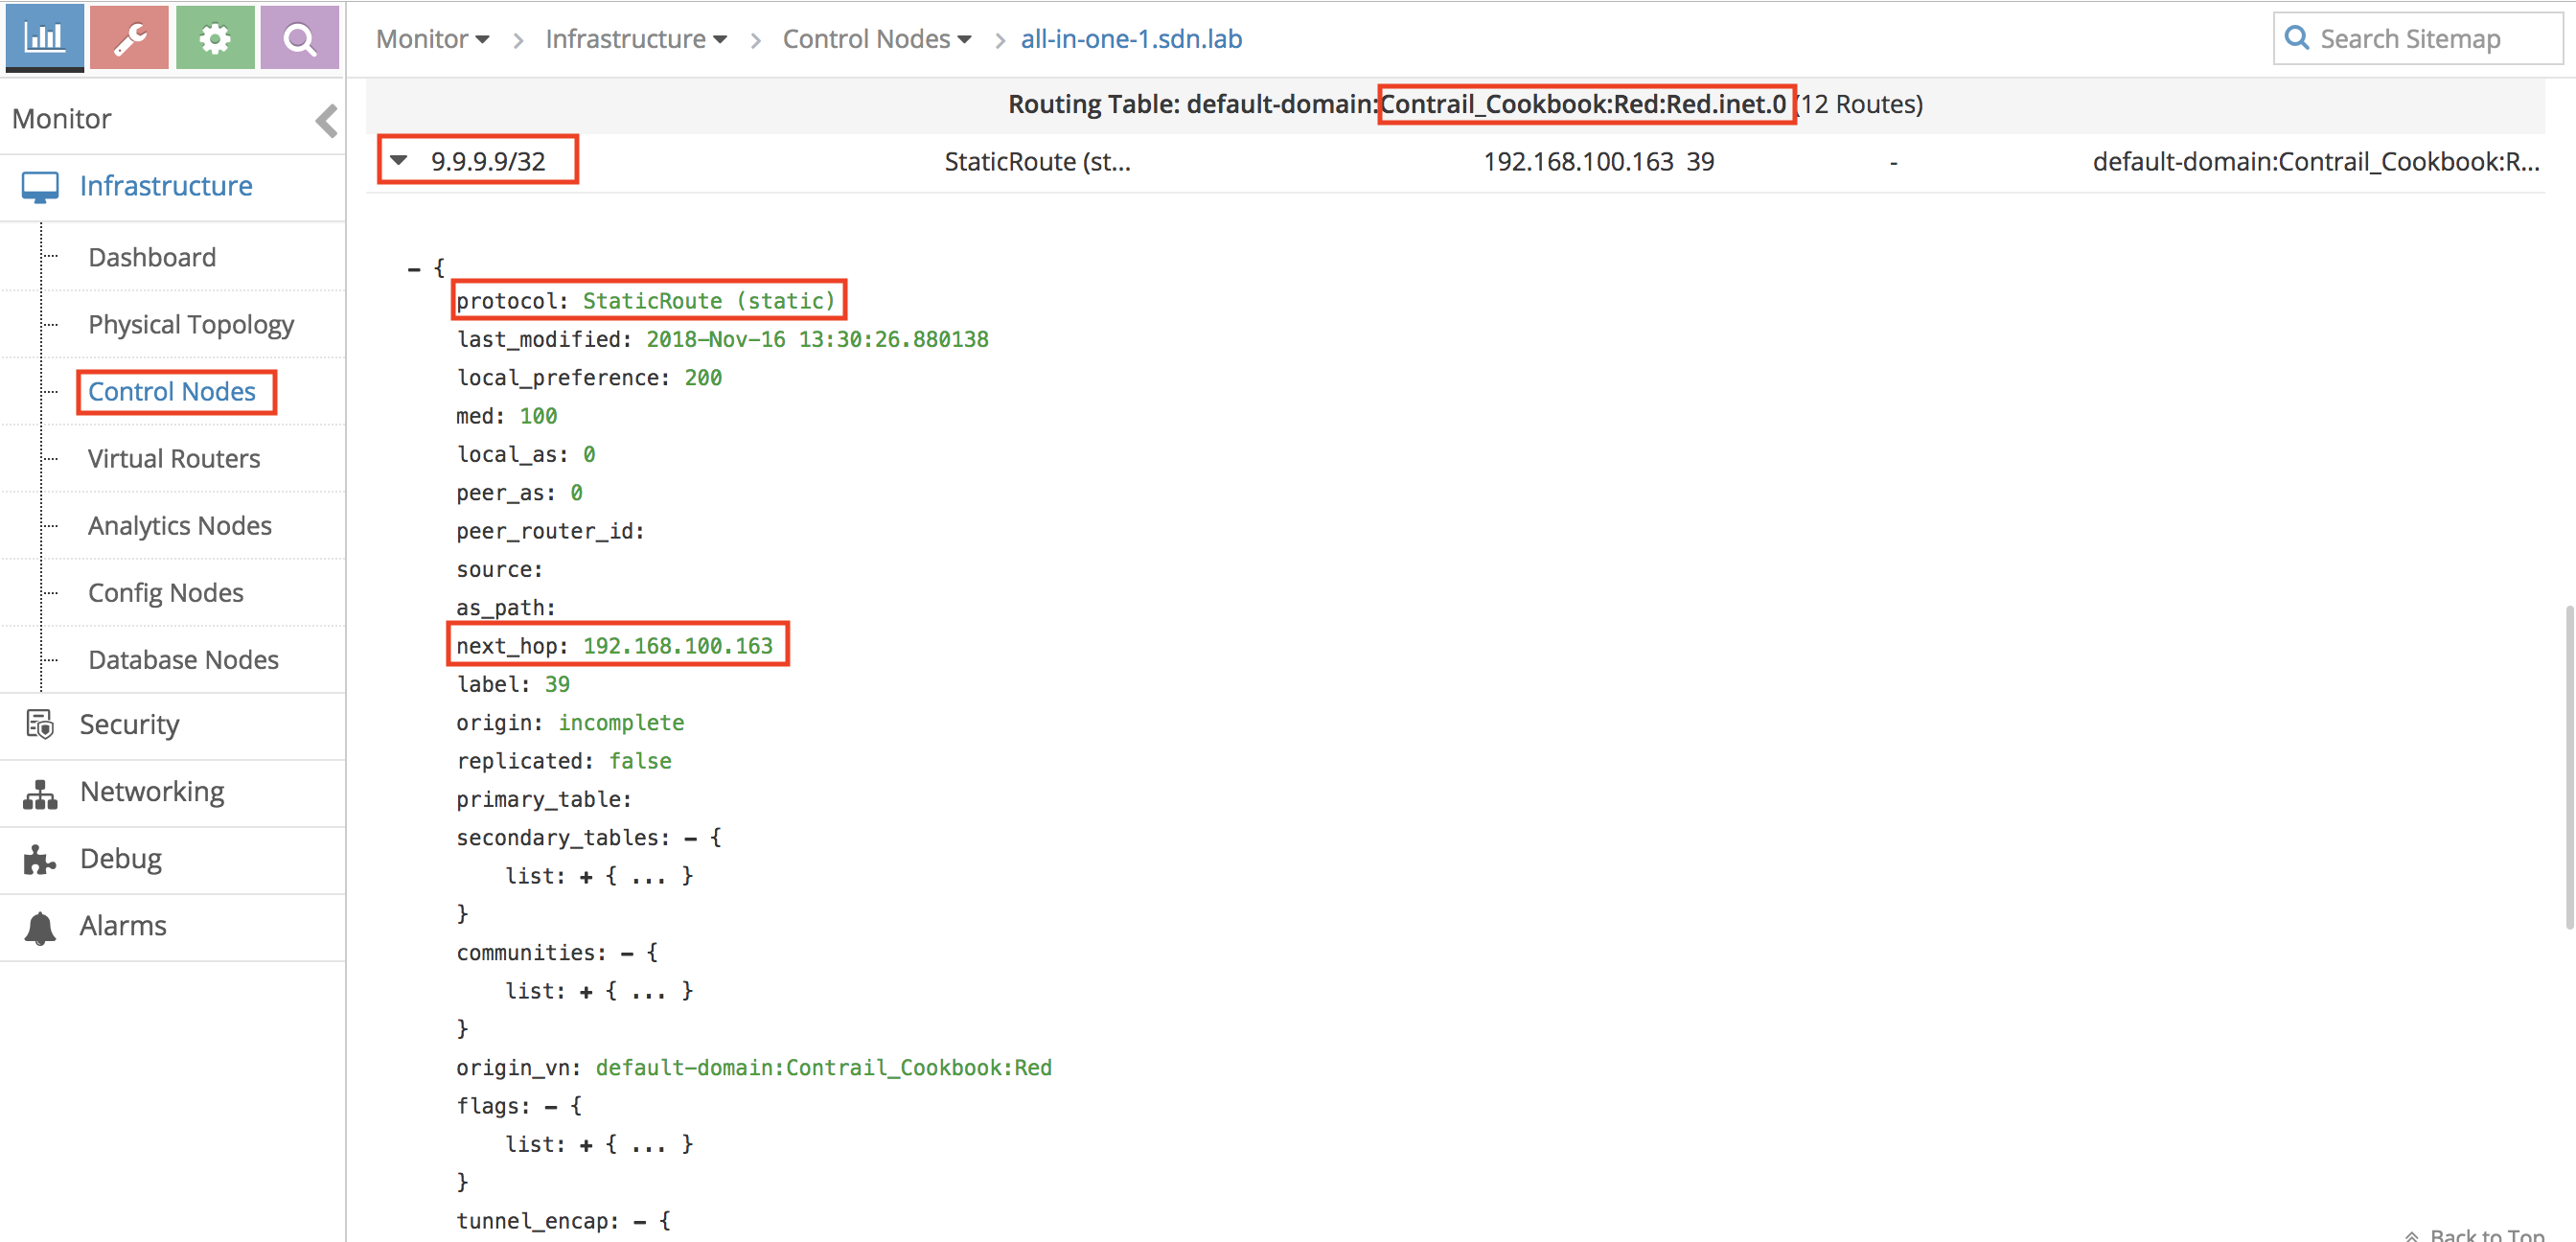 Monitor > Infrastructure > Control Nodes > all-in-one-1.sdn.lab
Search Sitemap
Monitor
Infrastructure
Dashboard
Physical Topology
Control Nodes
Virtual Routers
Analytics Nodes
Config Nodes
Database Nodes
Security
Networking
Debug
Alarms
Routing Table: default-domain:Contrail_Cookbook:Red:Red.inet.0 (12 Routes)
9.9.9.9/32 StaticRoute (st... 192.168.100.163 39 - default-domain:Contrail_Cookbook:R...
– {
protocol: StaticRoute (static)
last_modified: 2018-Nov-16 13:30:26.880138
local_preference: 200
med: 100
local_as: 0
peer_as: 0
peer_router_id:
source:
as_path:
next_hop: 192.168.100.163
label: 39
origin: incomplete
replicated: false
primary_table:
secondary_tables: – {
list: + { ... }
}
communities: – {
list: + { ... }
}
origin_vn: default-domain:Contrail_Cookbook:Red
flags: – {
list: + { ... }
}
tunnel_encap: – {
Back to Top